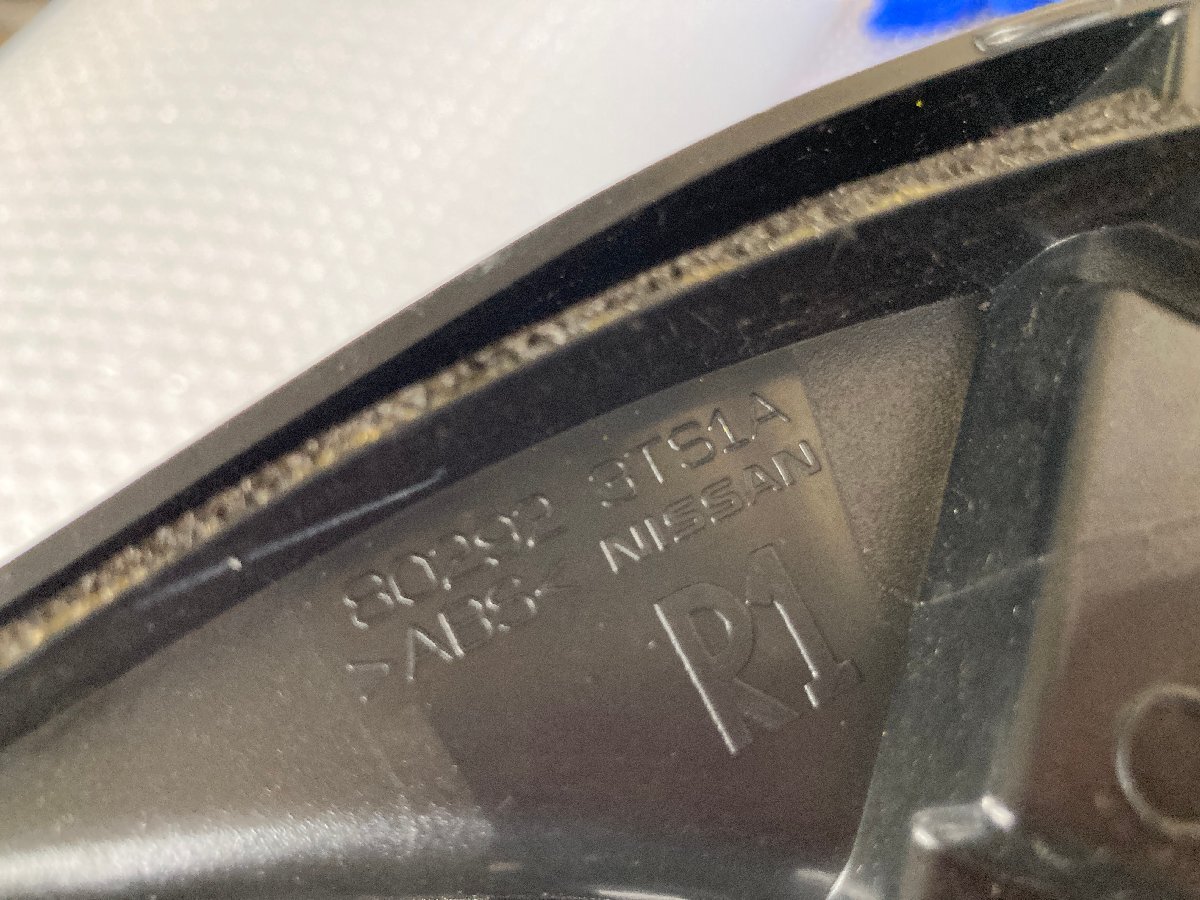 80292 3TS1A
>ABS< NISSAN
R1